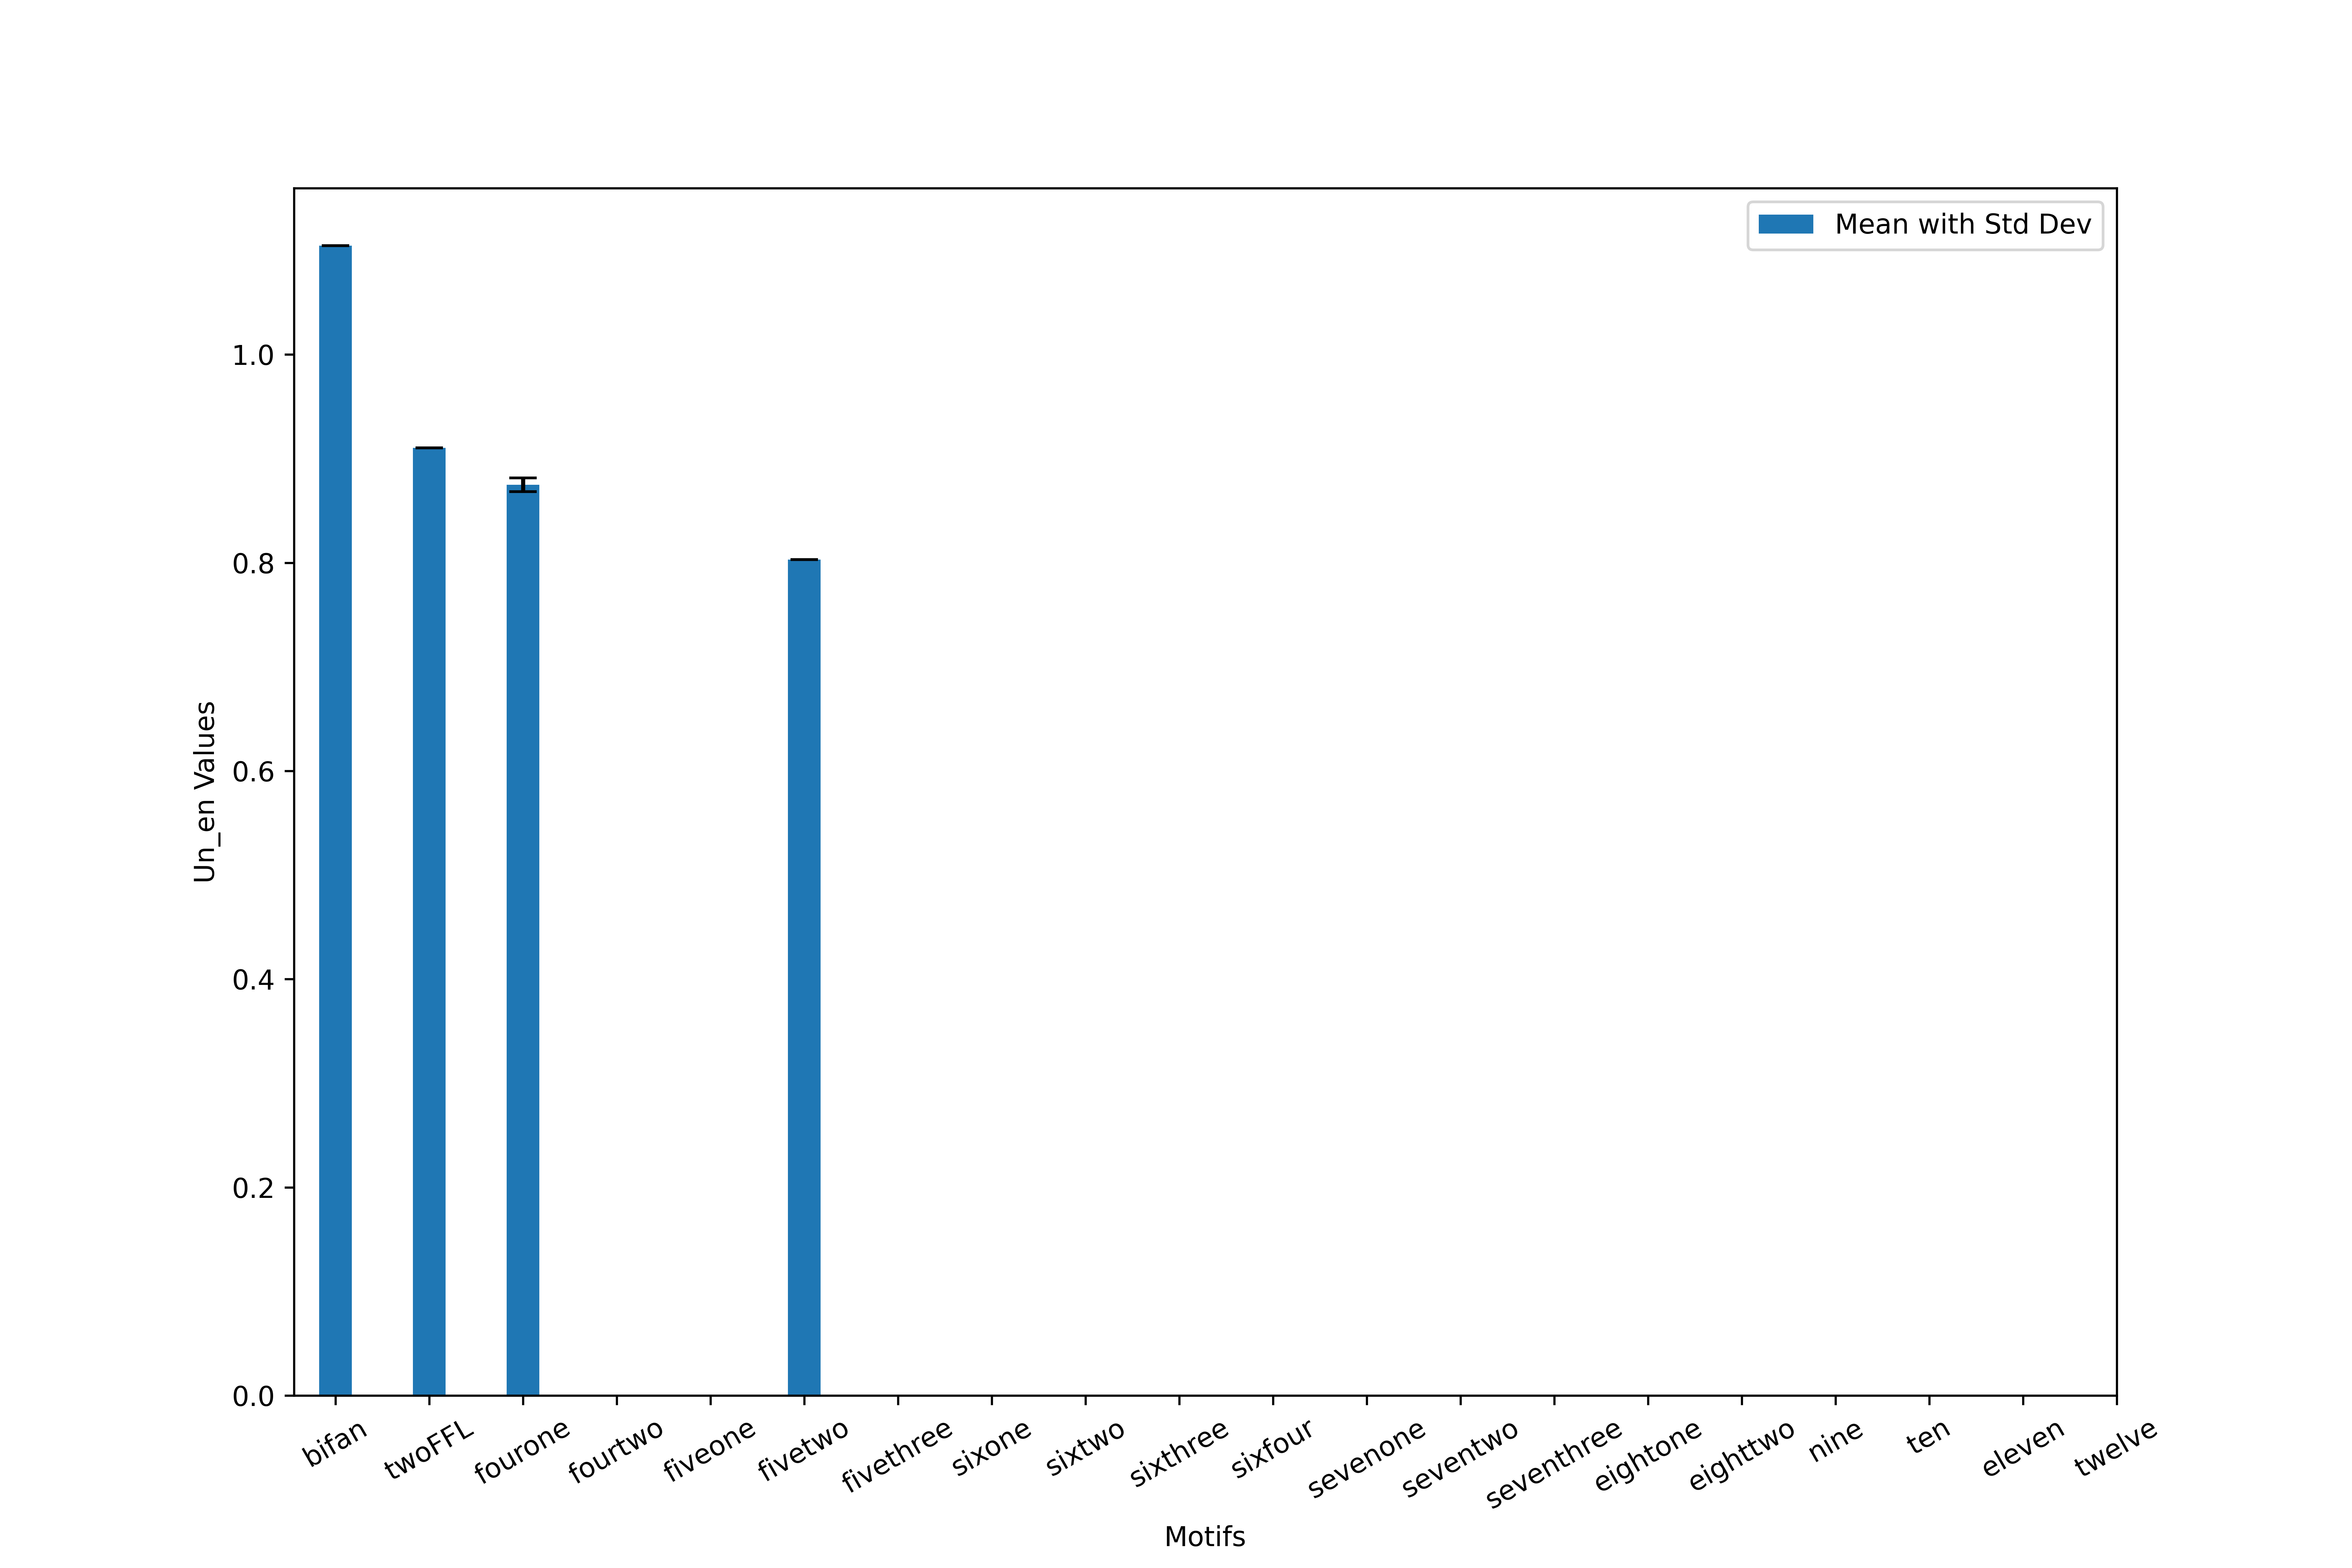 Mean with Std Dev
1.0
0.8
0.6
0.4
0.2
0.0
Un_en Values
bifan
twoFFL
fourone
fourtwo
fiveone
fivetwo
fivethree
sixone
sixtwo
sixthree
sixfour
sevenone
seventwo
seventhree
eightone
eighttwo
nine
ten
eleven
twelve
Motifs